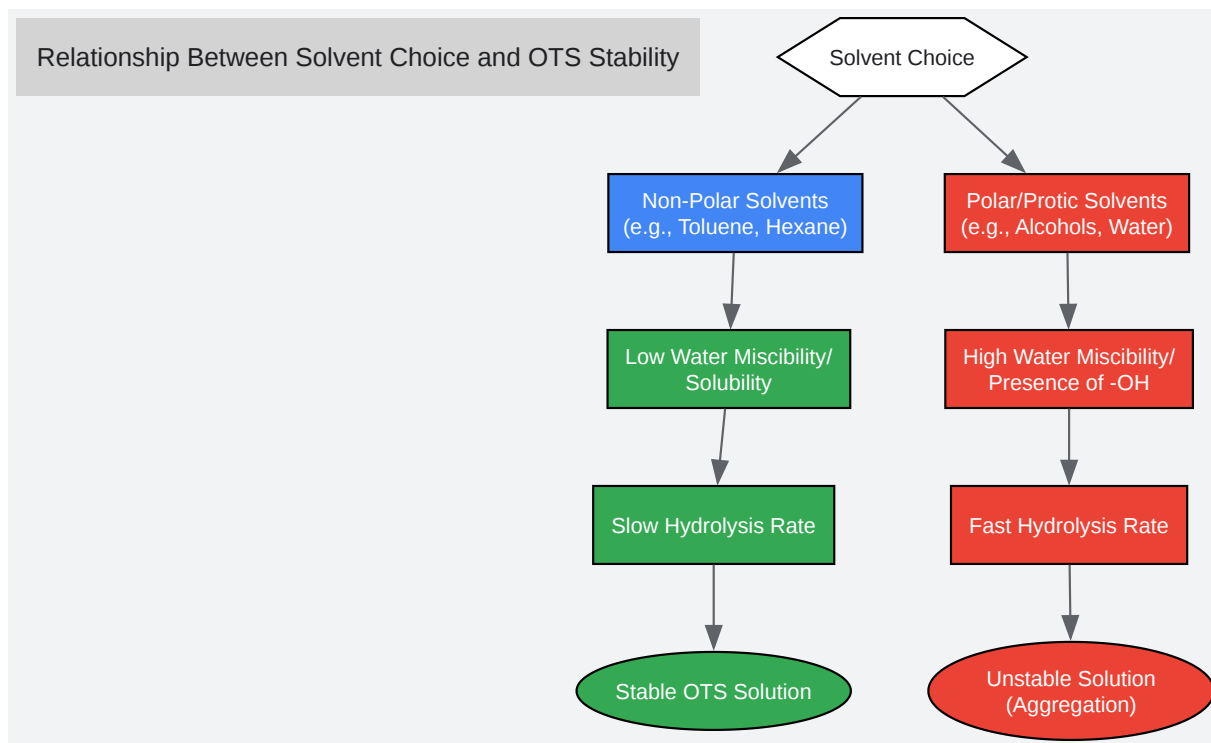 Relationship Between Solvent Choice and OTS Stability
Solvent Choice
Non-Polar Solvents
(e.g., Toluene, Hexane)
Polar/Protic Solvents
(e.g., Alcohols, Water)
Low Water Miscibility/
Solubility
High Water Miscibility/
Presence of -OH
Slow Hydrolysis Rate
Fast Hydrolysis Rate
Stable OTS Solution
Unstable Solution
(Aggregation)